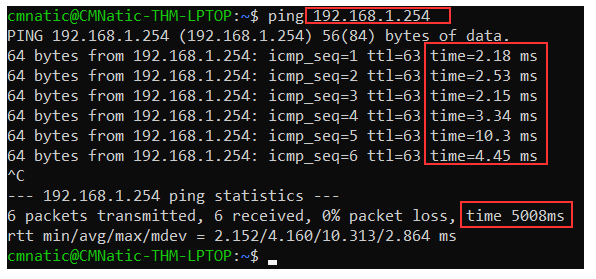 cmnatic@CMNatic-THM-LPTOP:~$ ping 192.168.1.254
PING 192.168.1.254 (192.168.1.254) 56(84) bytes of data.
64 bytes from 192.168.1.254: icmp_seq=1 ttl=63 time=2.18 ms
64 bytes from 192.168.1.254: icmp_seq=2 ttl=63 time=2.53 ms
64 bytes from 192.168.1.254: icmp_seq=3 ttl=63 time=2.15 ms
64 bytes from 192.168.1.254: icmp_seq=4 ttl=63 time=3.34 ms
64 bytes from 192.168.1.254: icmp_seq=5 ttl=63 time=10.3 ms
64 bytes from 192.168.1.254: icmp_seq=6 ttl=63 time=4.45 ms
^C
--- 192.168.1.254 ping statistics ---
6 packets transmitted, 6 received, 0% packet loss, time 5008ms
rtt min/avg/max/mdev = 2.152/4.160/10.313/2.864 ms
cmnatic@CMNatic-THM-LPTOP:~$